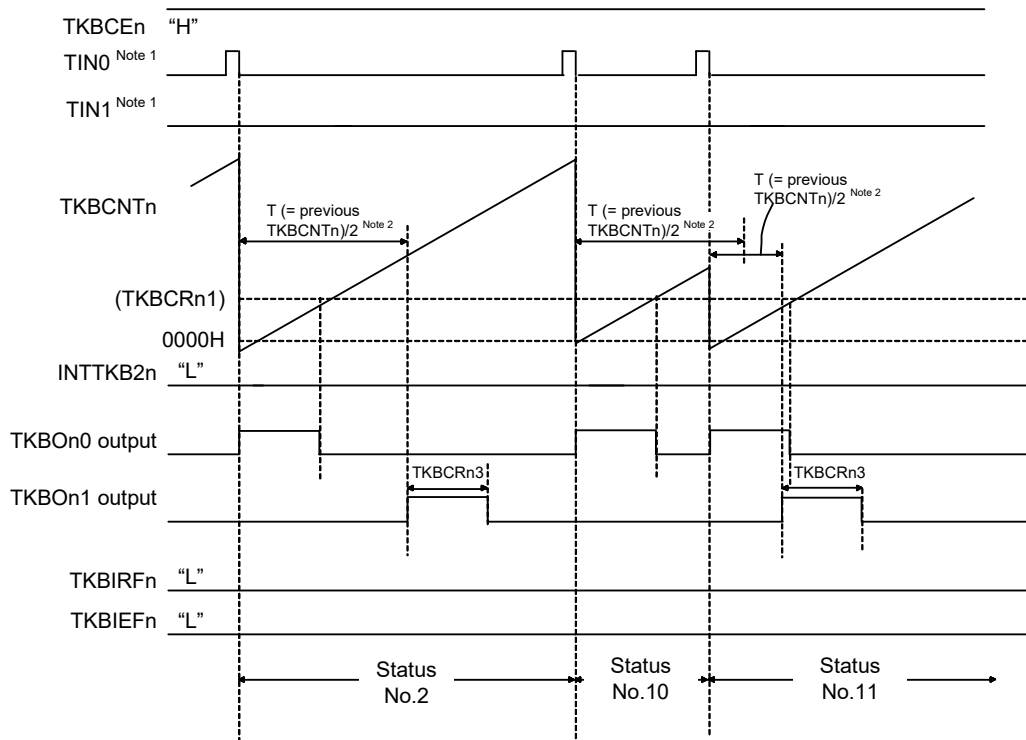 TKBCEn “H”
TIN0 Note 1
TIN1 Note 1
TKBCNTn
T (= previous
TKBCNTn)/2 Note 2
T (= previous
TKBCNTn)/2 Note 2
T (= previous
TKBCNTn)/2 Note 2
(TKBCRn1)
0000H
INTTKB2n “L”
TKBOn0 output
TKBOn1 output
TKBCRn3
TKBCRn3
TKBIRFn “L”
TKBIEFn “L”
Status
No.2
Status
No.10
Status
No.11